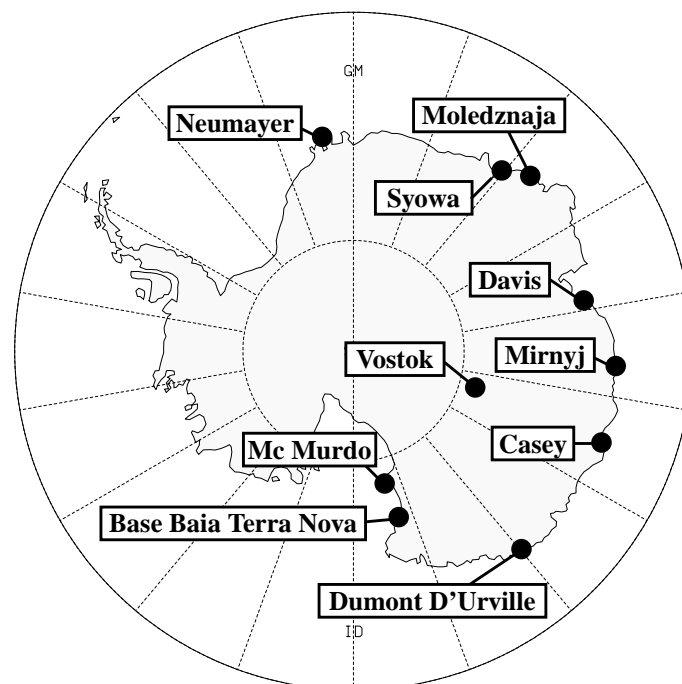 GM
Moledznaja
Neumayer
Syowa
Davis
Mirnyj
Vostok
Casey
Mc Murdo
Base Baia Terra Nova
Dumont D'Urville
ID